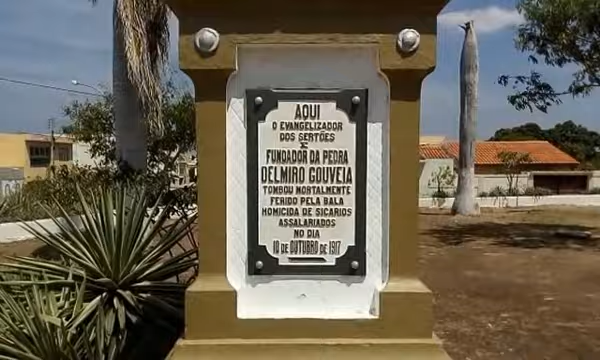 AQUI
O EVANGELIZADOR
DOS SERTÕES
E
FUNDADOR DA PEDRA
DELMIRO GOUVEIA
TOMBOU MORTALMENTE
FERIDO PELA BALA
HOMICIDA DE SICARIOS
ASSALARIADOS
NO DIA
10 DE OUTUBRO DE 1917